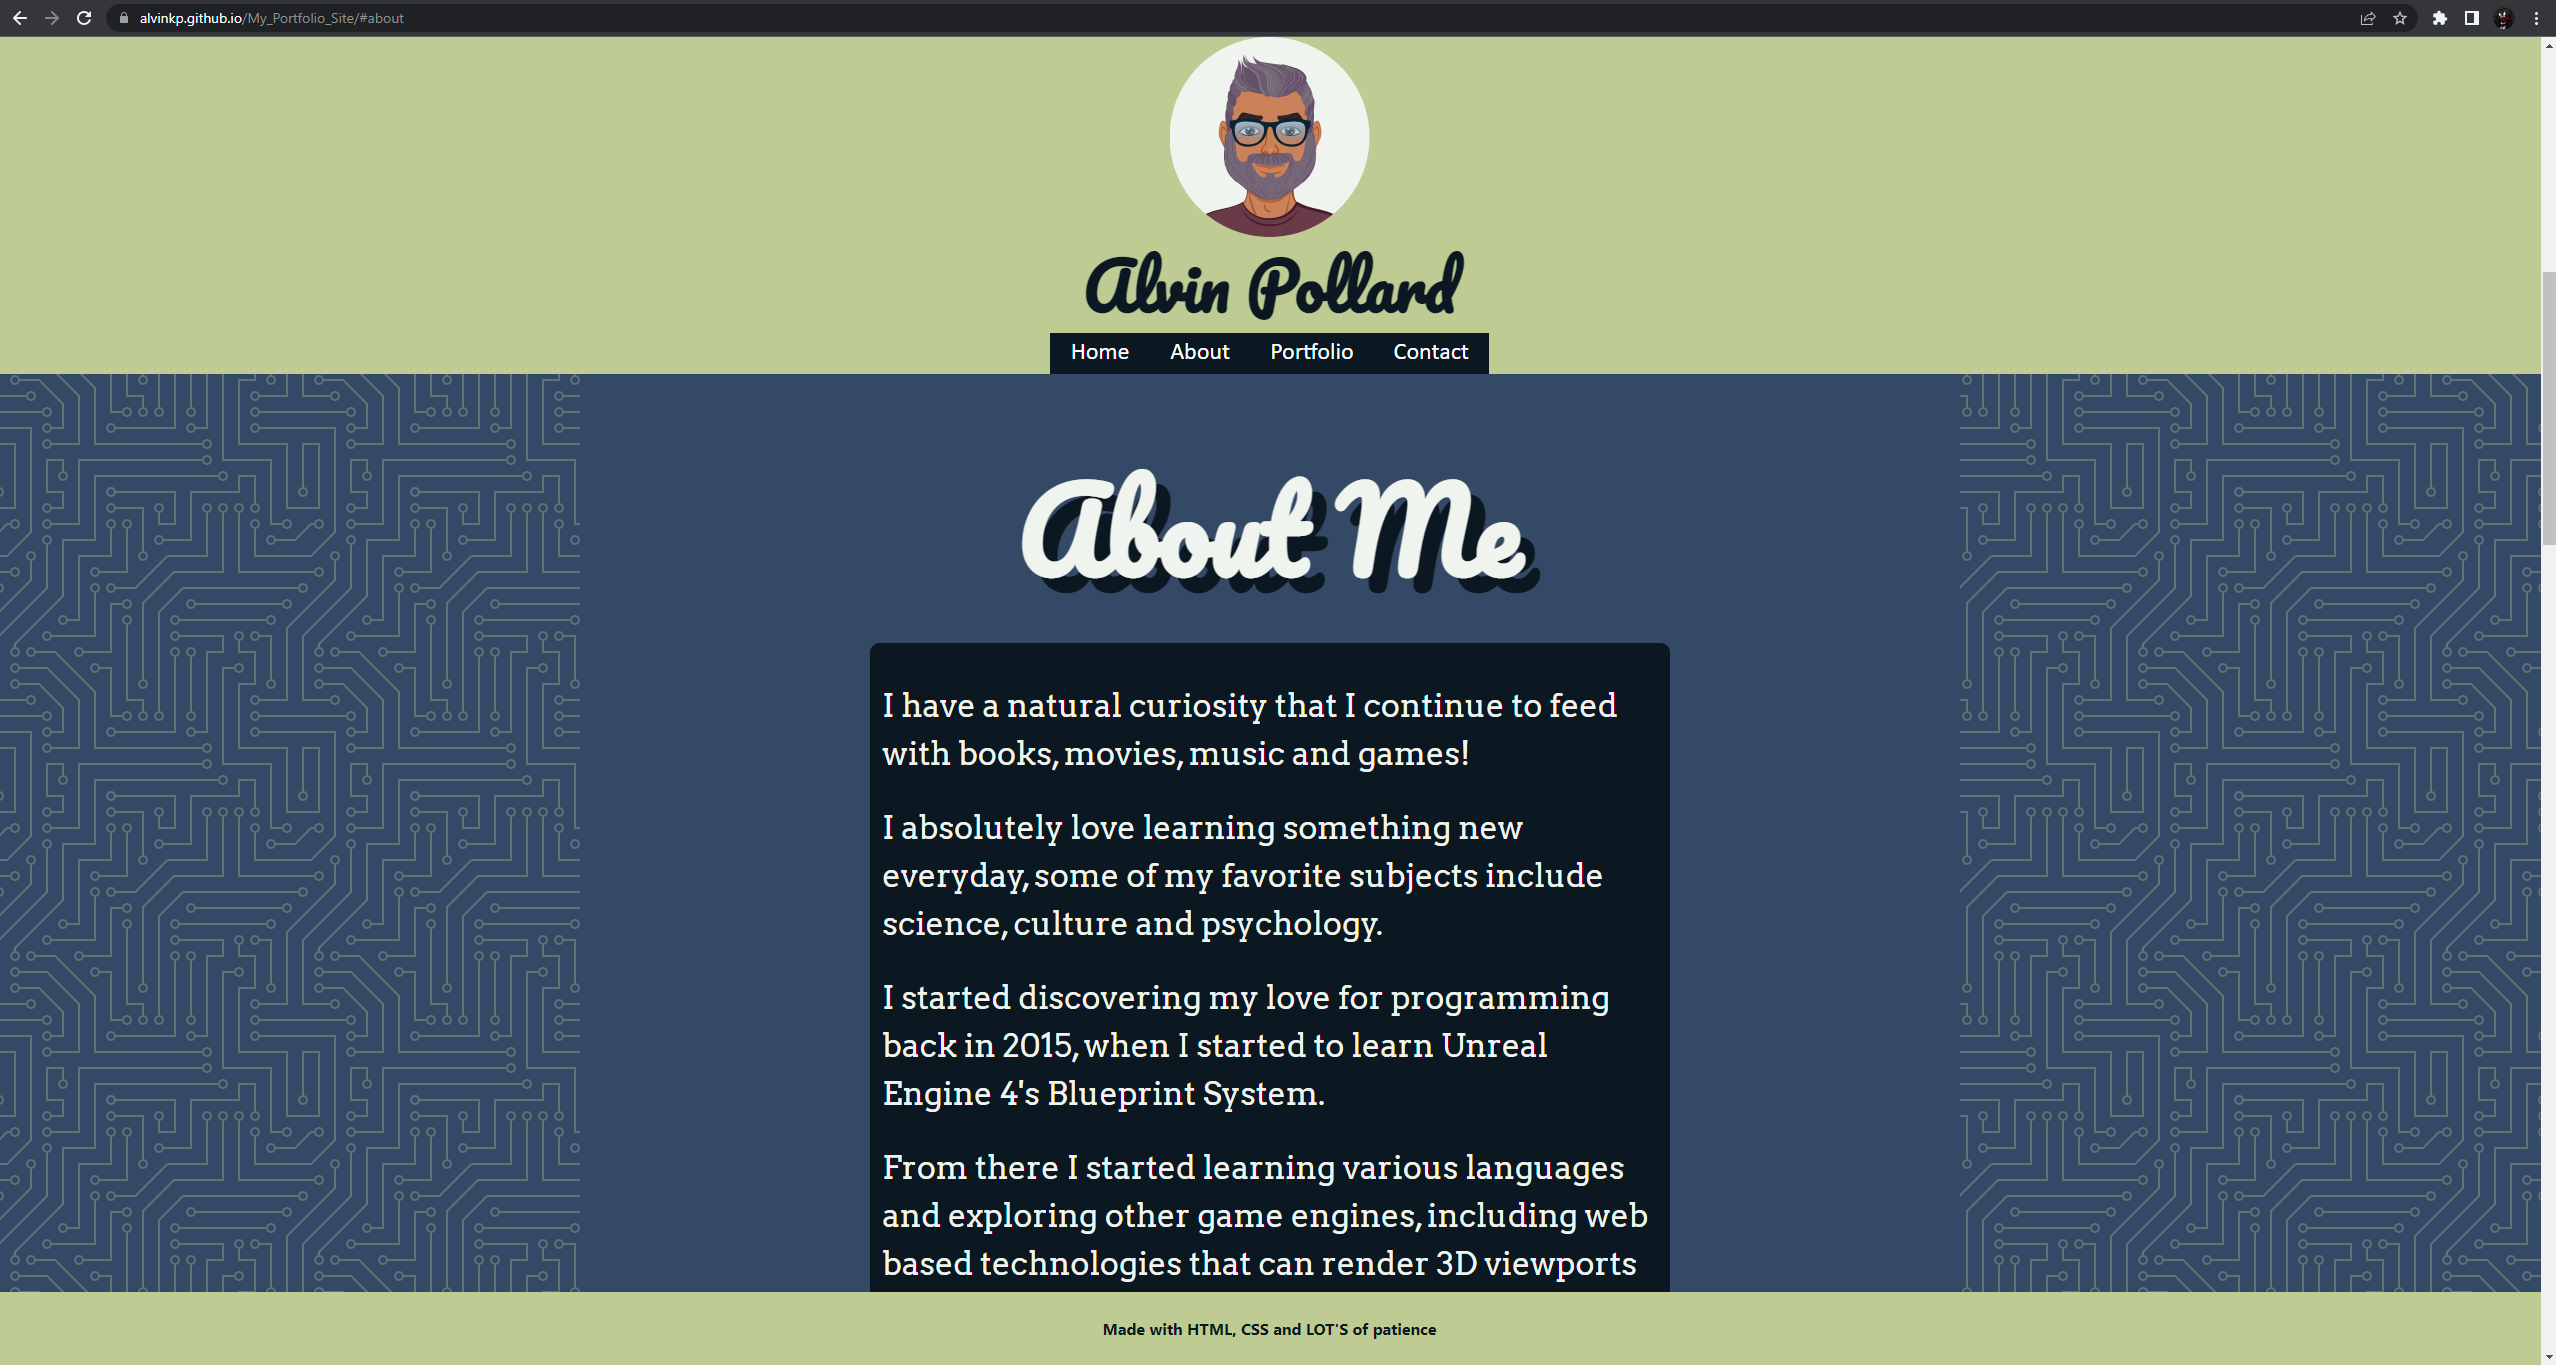 alvinkp.github.io/My_Portfolio_Site/#about
Alvin Pollard
Home About Portfolio Contact
About Me
I have a natural curiosity that I continue to feed
with books, movies, music and games!
I absolutely love learning something new
everyday, some of my favorite subjects include
science, culture and psychology.
I started discovering my love for programming
back in 2015, when I started to learn Unreal
Engine 4's Blueprint System.
From there I started learning various languages
and exploring other game engines, including web
based technologies that can render 3D viewports
Made with HTML, CSS and LOT'S of patience